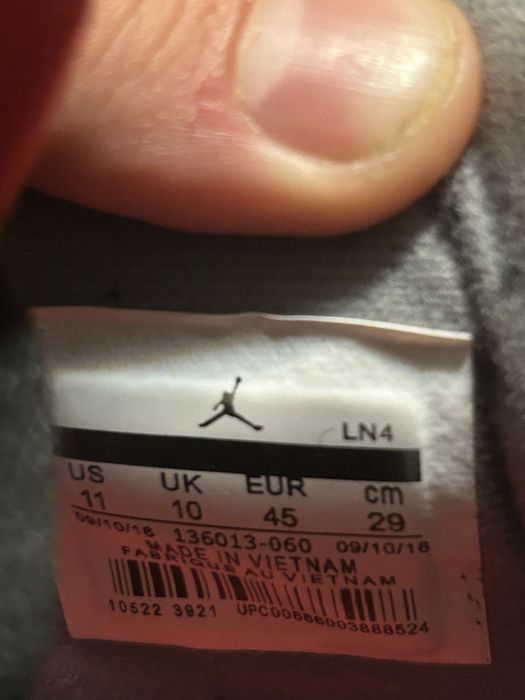 LN4
US UK EUR cm
11 10 45 29
09/10/16 136013-060 09/10/16
MADE IN VIETNAM
FABRIQUE AU VIETNAM
10522 3821 UPC00886003888524